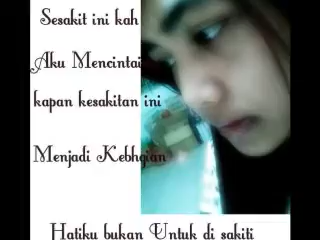 Sesakit ini kah
Aku Mencintai
kapan kesakitan ini
Menjadi Kebhgian
Hatiku bukan Untuk di sakiti